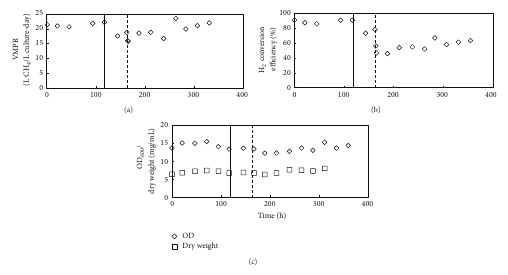 25
20
15
10
5
0
VMPR
(L CH₄/L culture·day)
0 100 200 300 400
(a)
100
80
60
40
20
0
H₂ conversion
efficiency (%)
0 100 200 300 400
(b)
20
15
10
5
0
OD₆₀₀/
dry weight (mg/mL)
0 100 200 300 400
Time (h)
OD
Dry weight
(c)